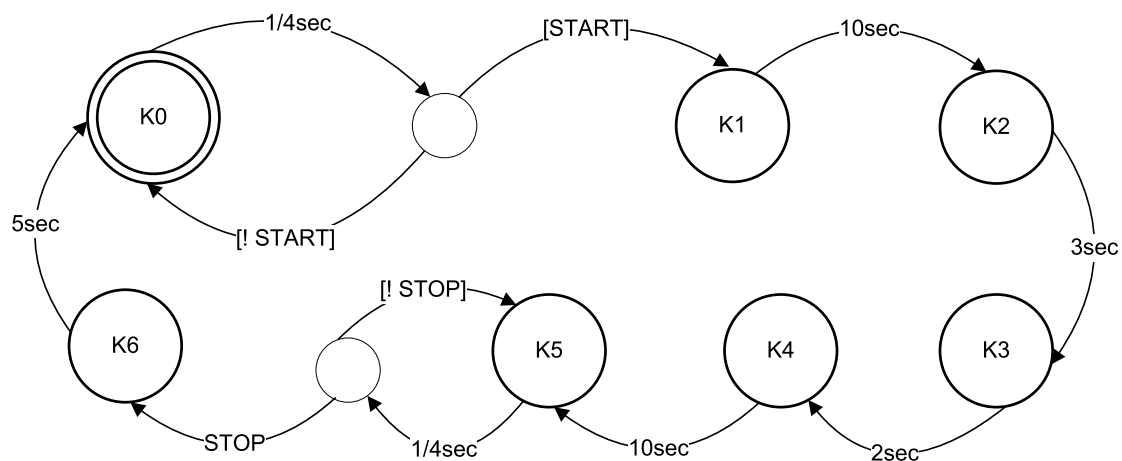 1/4sec
[START]
10sec
K0
K1
K2
5sec
[! START]
3sec
[! STOP]
K6
K5
K4
K3
STOP
1/4sec
10sec
2sec